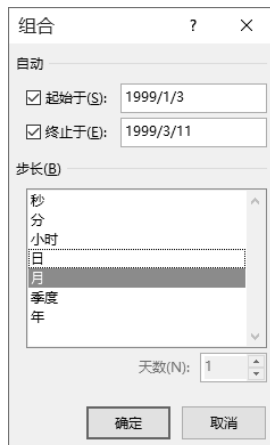 组合 ? ×
自动
起始于(S): 1999/1/3
终止于(E): 1999/3/11
步长(B)
秒
分
小时
日
月
季度
年
天数(N): 1
确定 取消